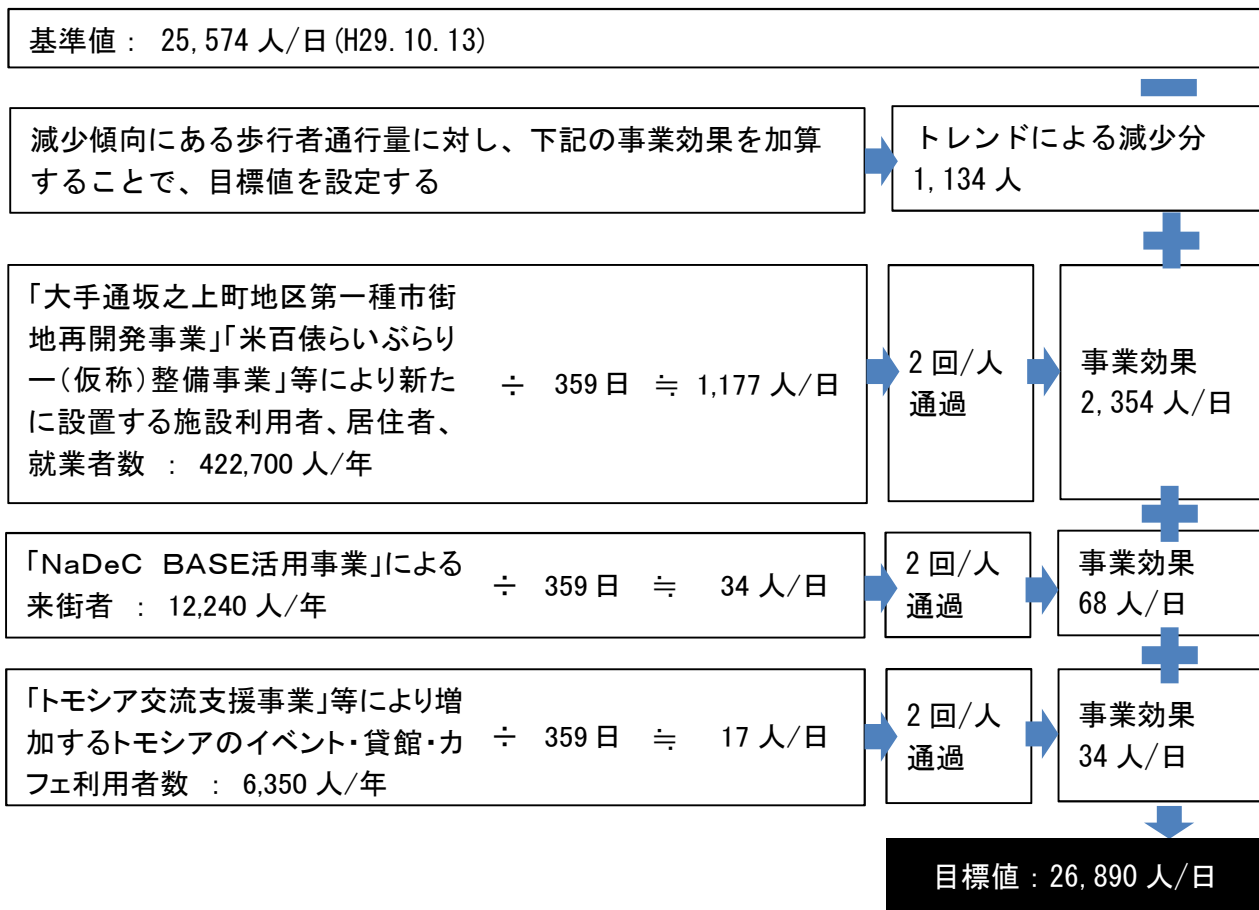 基準値： 25,574 人/日(H29.10.13)
減少傾向にある歩行者通行量に対し、下記の事業効果を加算
することで、目標値を設定する
トレンドによる減少分
1,134 人
「大手通坂之上町地区第一種市街
地再開発事業」「米百俵らいぶらり
ー（仮称）整備事業」等により新た
に設置する施設利用者、居住者、
就業者数 ： 422,700 人/年
÷ 359 日 ≒ 1,177 人/日
2 回/人
通過
事業効果
2,354 人/日
「NaDeC BASE活用事業」による
来街者 ： 12,240 人/年
÷ 359 日 ≒ 34 人/日
2 回/人
通過
事業効果
68 人/日
「トモシア交流支援事業」等により増
加するトモシアのイベント・貸館・カ
フェ利用者数 ： 6,350 人/年
÷ 359 日 ≒ 17 人/日
2 回/人
通過
事業効果
34 人/日
目標値：26,890 人/日